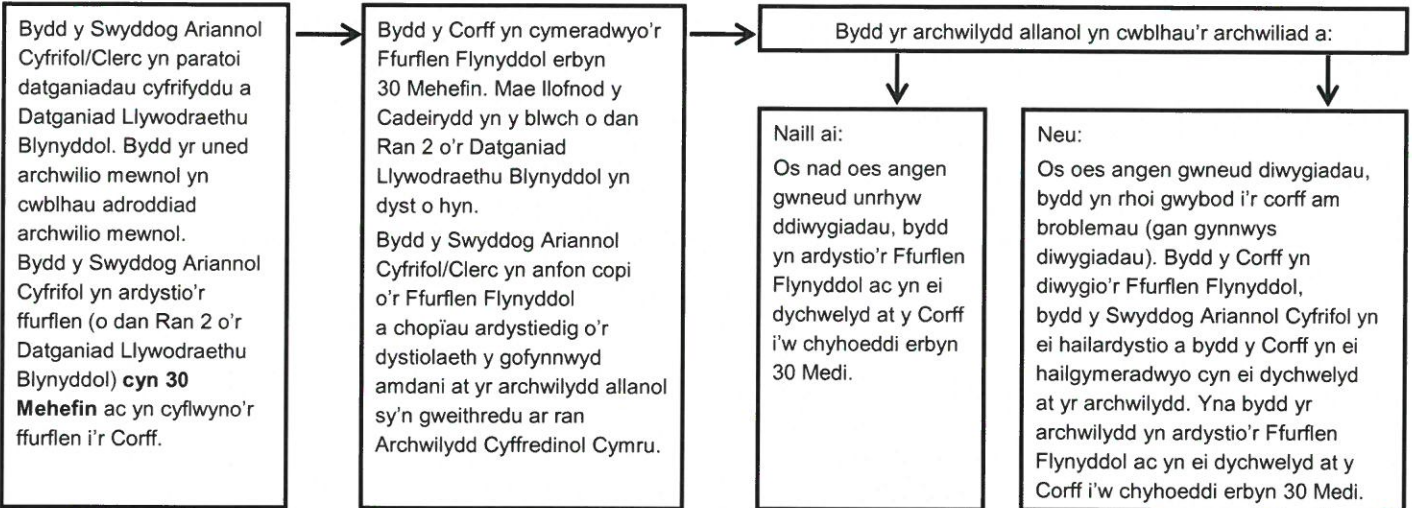 Bydd y Swyddog Ariannol
Cyfrifol/Clerc yn paratoi
datganiadau cyfrifyddu a
Datganiad Llywodraethu
Blynyddol. Bydd yr uned
archwilio mewnol yn
cwblhau adroddiad
archwilio mewnol.
Bydd y Swyddog Ariannol
Cyfrifol yn ardystio’r
ffurflen (o dan Ran 2 o’r
Datganiad Llywodraethu
Blynyddol) cyn 30
Mehefin ac yn cyflwyno’r
ffurflen i’r Corff.
Bydd y Corff yn cymeradwyo’r
Ffurflen Flynyddol erbyn
30 Mehefin. Mae llofnod y
Cadeirydd yn y blwch o dan
Ran 2 o’r Datganiad
Llywodraethu Blynyddol yn
dyst o hyn.
Bydd y Swyddog Ariannol
Cyfrifol/Clerc yn anfon copi
o’r Ffurflen Flynyddol
a chopïau ardystiedig o’r
dystiolaeth y gofynnwyd
amdani at yr archwilydd allanol
sy’n gweithredu ar ran
Archwilydd Cyffredinol Cymru.
Bydd yr archwilydd allanol yn cwblhau'r archwiliad a:
Naill ai:
Os nad oes angen
gwneud unrhyw
ddiwygiadau, bydd
yn ardystio’r Ffurflen
Flynyddol ac yn ei
dychwelyd at y Corff
i’w chyhoeddi erbyn
30 Medi.
Neu:
Os oes angen gwneud diwygiadau,
bydd yn rhoi gwybod i’r corff am
broblemau (gan gynnwys
diwygiadau). Bydd y Corff yn
diwygio’r Ffurflen Flynyddol,
bydd y Swyddog Ariannol Cyfrifol yn
ei hailardystio a bydd y Corff yn ei
hailgymeradwyo cyn ei dychwelyd
at yr archwilydd. Yna bydd yr
archwilydd yn ardystio’r Ffurflen
Flynyddol ac yn ei dychwelyd at y
Corff i’w chyhoeddi erbyn 30 Medi.